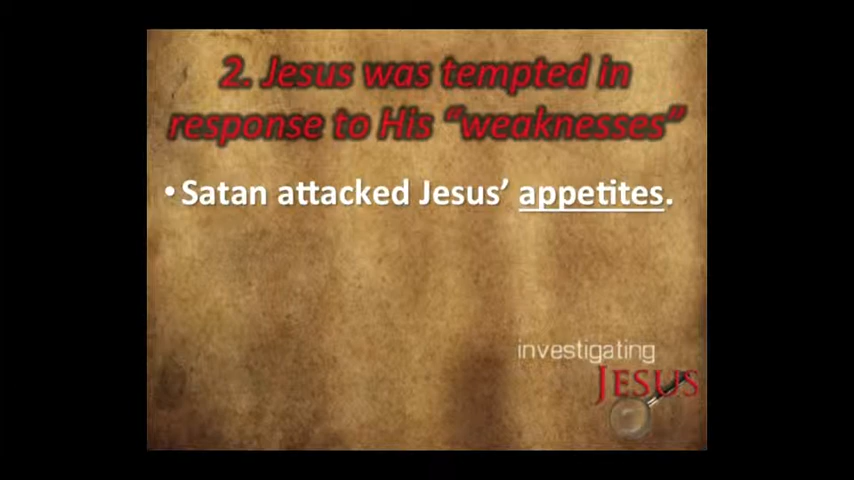 2. Jesus was tempted in
response to His “weaknesses”
• Satan attacked Jesus’ appetites.
investigating
JESUS